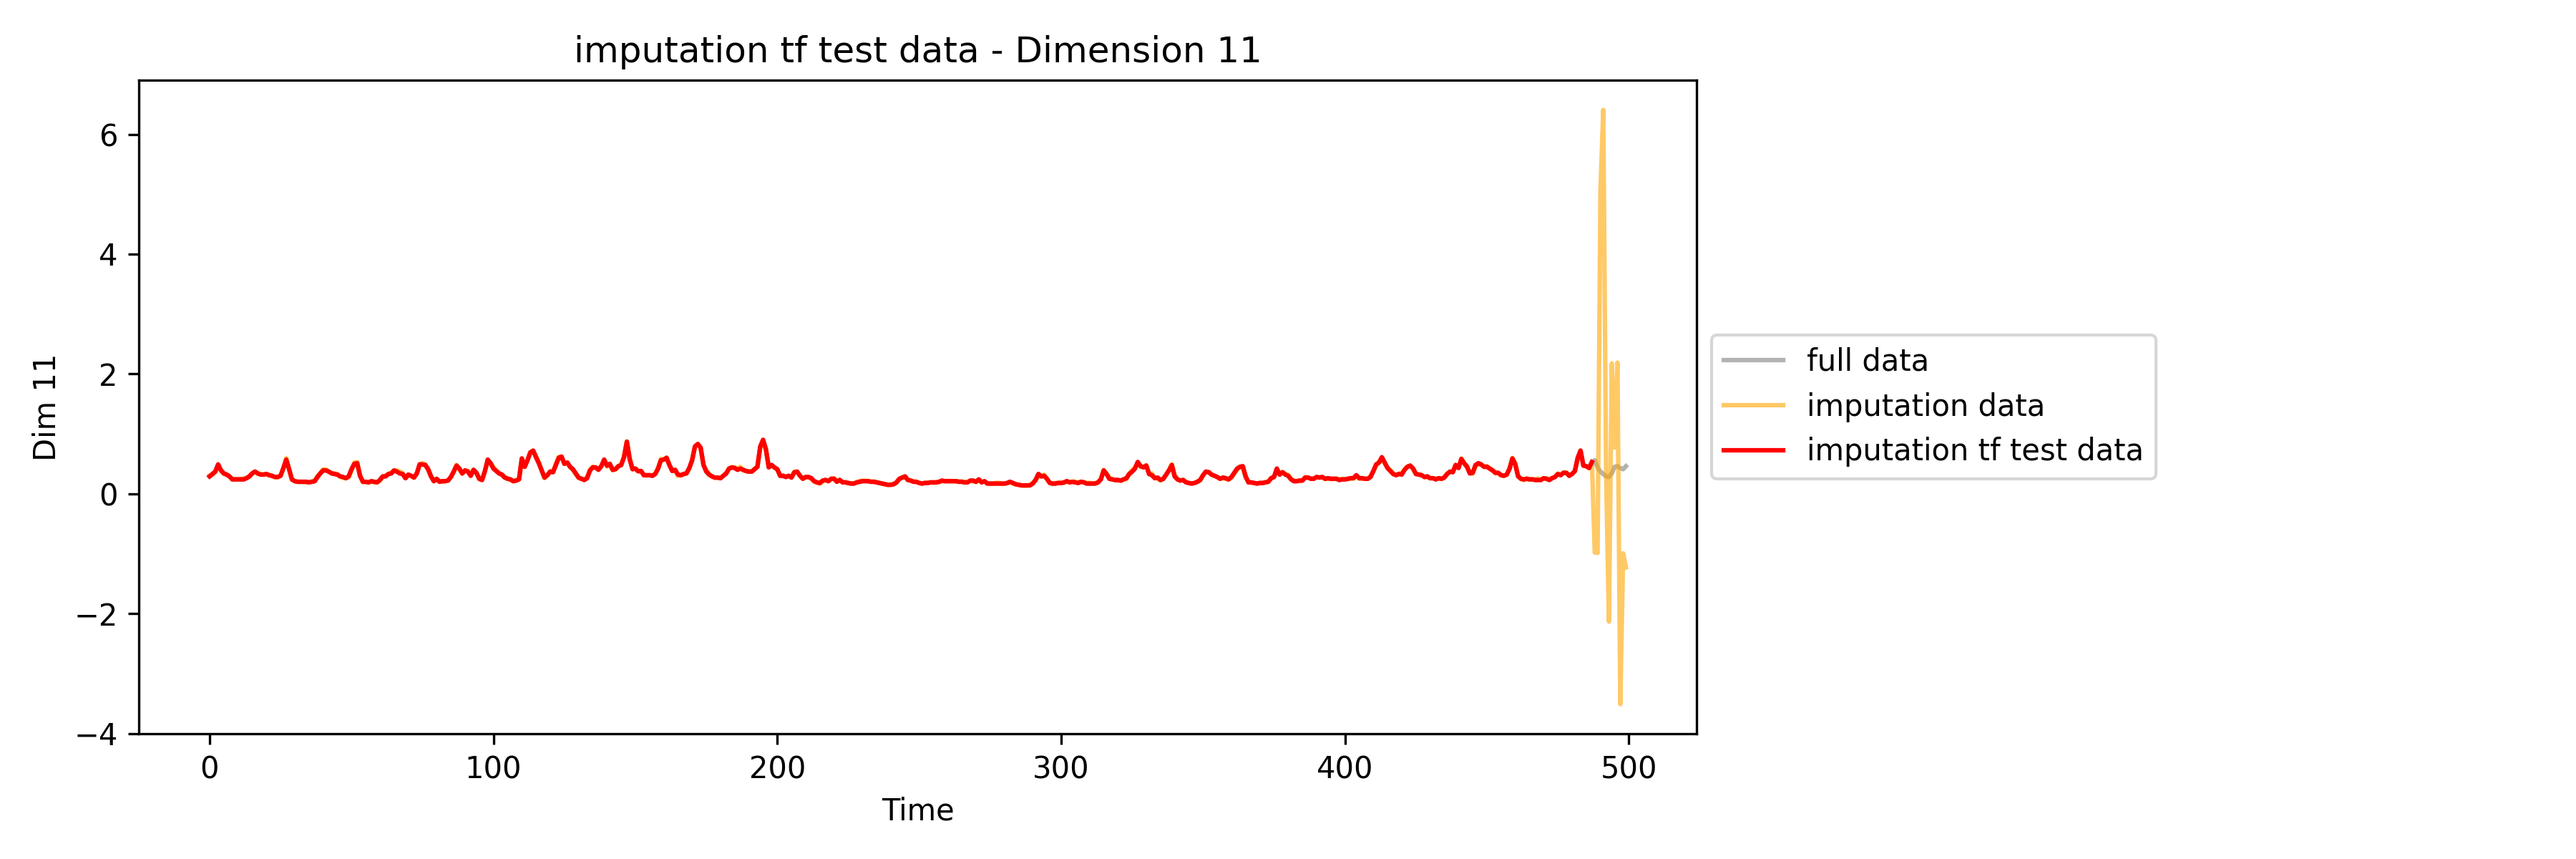 imputation tf test data - Dimension 11
6
4
2
0
−2
−4
Dim 11
0
100
200
300
400
500
Time
full data
imputation data
imputation tf test data